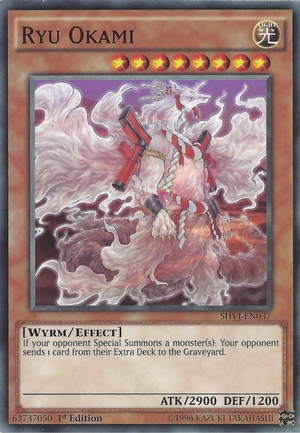 RYU OKAMI
LIGHT
光
SHVI-EN037
[WYRM/EFFECT]
If your opponent Special Summons a monster(s): Your opponent
sends 1 card from their Extra Deck to the Graveyard.
ATK/2900 DEF/1200
63737050 1st Edition ©1996 KAZUKI TAKAHASHI